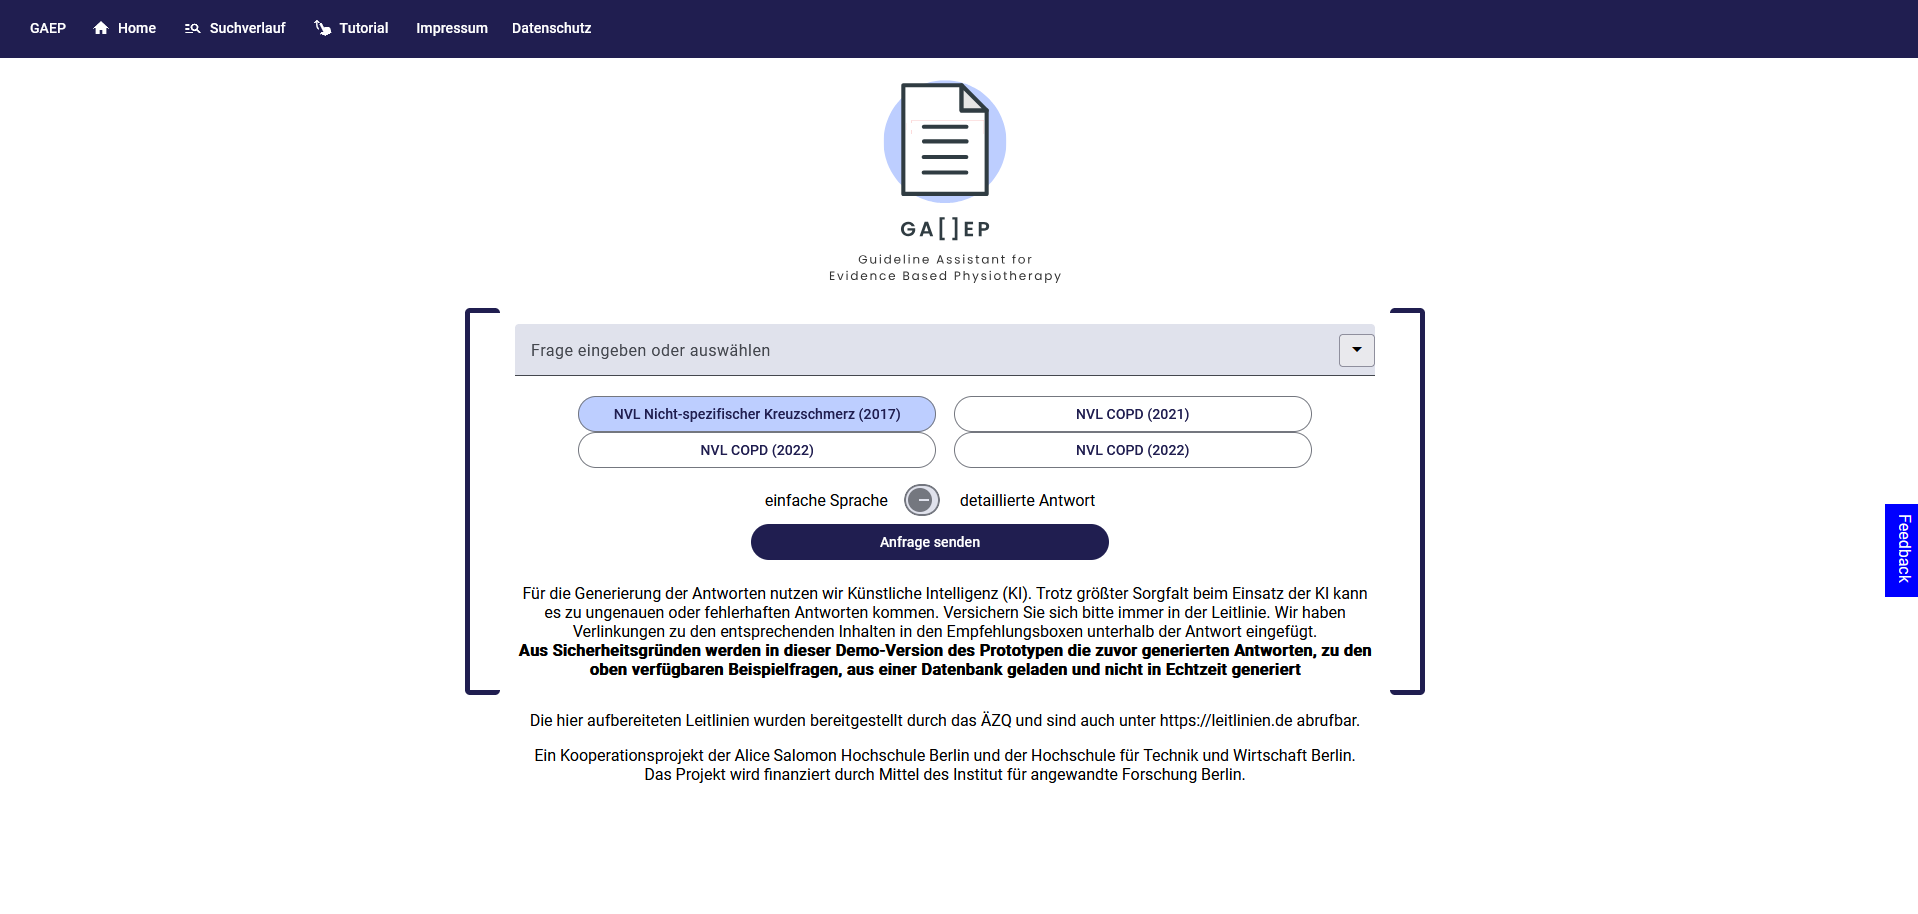 GAEP Home Suchverlauf Tutorial Impressum Datenschutz
GA[ ]EP
Guideline Assistant for
Evidence Based Physiotherapy
Frage eingeben oder auswählen
NVL Nicht-spezifischer Kreuzschmerz (2017) NVL COPD (2021)
NVL COPD (2022) NVL COPD (2022)
einfache Sprache detaillierte Antwort
Anfrage senden
Feedback
Für die Generierung der Antworten nutzen wir Künstliche Intelligenz (KI). Trotz größter Sorgfalt beim Einsatz der KI kann
es zu ungenauen oder fehlerhaften Antworten kommen. Versichern Sie sich bitte immer in der Leitlinie. Wir haben
Verlinkungen zu den entsprechenden Inhalten in den Empfehlungsboxen unterhalb der Antwort eingefügt.
Aus Sicherheitsgründen werden in dieser Demo-Version des Prototypen die zuvor generierten Antworten, zu den
oben verfügbaren Beispielfragen, aus einer Datenbank geladen und nicht in Echtzeit generiert
Die hier aufbereiteten Leitlinien wurden bereitgestellt durch das ÄZQ und sind auch unter https://leitlinien.de abrufbar.
Ein Kooperationsprojekt der Alice Salomon Hochschule Berlin und der Hochschule für Technik und Wirtschaft Berlin.
Das Projekt wird finanziert durch Mittel des Institut für angewandte Forschung Berlin.